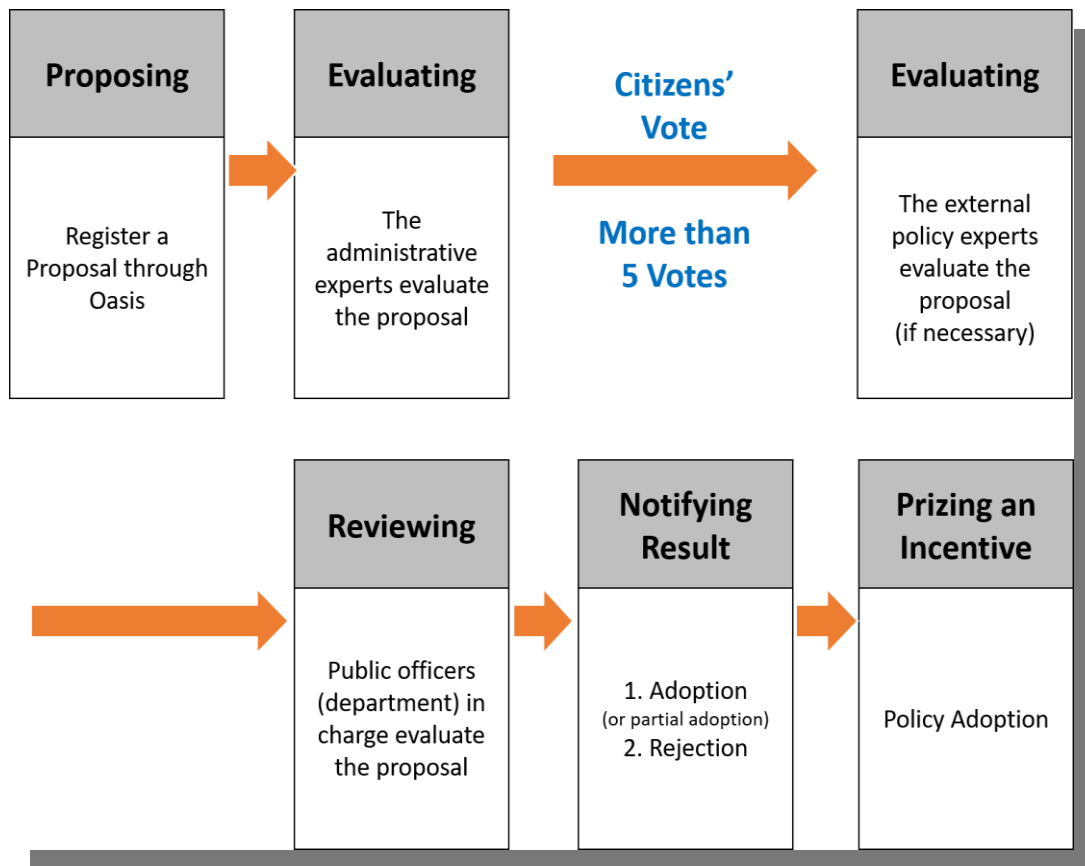 Proposing
Register a
Proposal through
Oasis
Evaluating
The
administrative
experts evaluate
the proposal
Citizens’
Vote
More than
5 Votes
Evaluating
The external
policy experts
evaluate the
proposal
(if necessary)
Reviewing
Public officers
(department) in
charge evaluate
the proposal
Notifying
Result
1. Adoption
(or partial adoption)
2. Rejection
Prizing an
Incentive
Policy Adoption